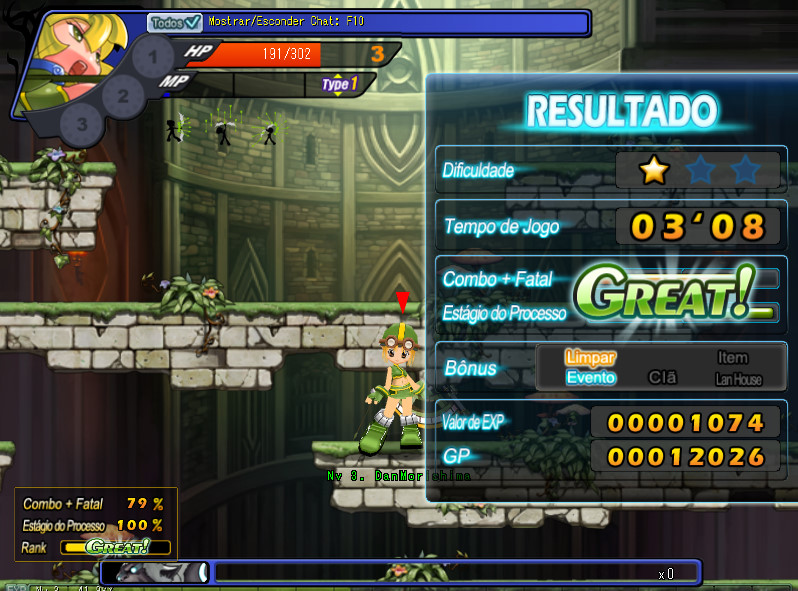 Todos Mostrar/Esconder Chat: F10
HP 191/302 3
MP Type 1
1
2
3
RESULTADO
Dificuldade
Tempo de Jogo 03‘08
Combo + Fatal
Estágio do Processo
GREAT!
Bônus
Limpar Evento
Clã
Item Lan House
Valor de EXP 00001074
GP 00012026
Nv 3. DanMorishima
Combo + Fatal 79 %
Estágio do Processo 100 %
Rank GREAT!
x0